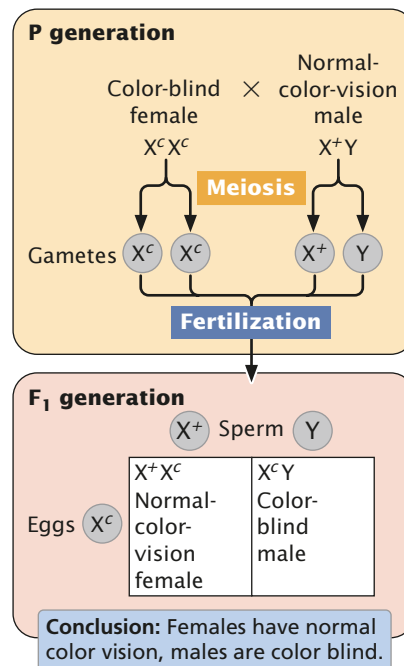 P generation
Color-blind
female
X^c X^c
×
Normal-
color-vision
male
X^+ Y
Meiosis
Gametes X^c X^c X^+ Y
Fertilization
F₁ generation
X^+ Sperm Y
Eggs X^c
X^+ X^c
Normal-
color-
vision
female
X^c Y
Color-
blind
male
Conclusion: Females have normal
color vision, males are color blind.